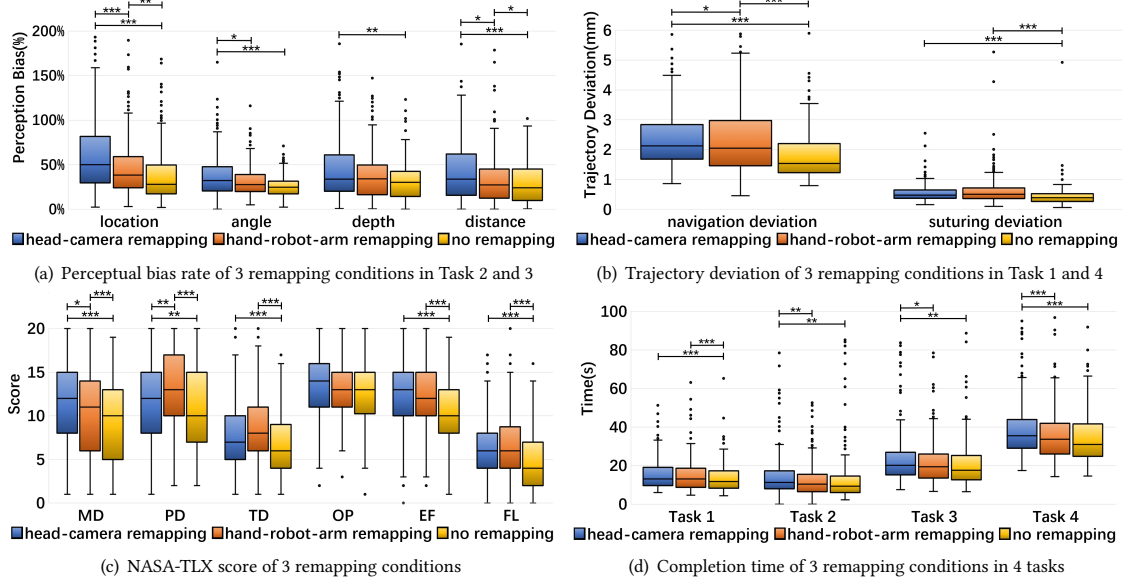 *** ** ***
* ***
**
* * ***
200%
150%
100%
50%
0%
Perception Bias(%)
location angle depth distance
head-camera remapping hand-robot-arm remapping no remapping
(a) Perceptual bias rate of 3 remapping conditions in Task 2 and 3
* *** ***
*** ***
6
5
4
3
2
1
0
Trajectory Deviation(mm)
navigation deviation suturing deviation
head-camera remapping hand-robot-arm remapping no remapping
(b) Trajectory deviation of 3 remapping conditions in Task 1 and 4
* *** ***
** *** **
*** ***
*** ***
*** ***
20
15
10
5
0
Score
MD PD TD OP EF FL
head-camera remapping hand-robot-arm remapping no remapping
(c) NASA-TLX score of 3 remapping conditions
*** ***
** **
* **
*** ***
100
80
60
40
20
0
Time(s)
Task 1 Task 2 Task 3 Task 4
head-camera remapping hand-robot-arm remapping no remapping
(d) Completion time of 3 remapping conditions in 4 tasks